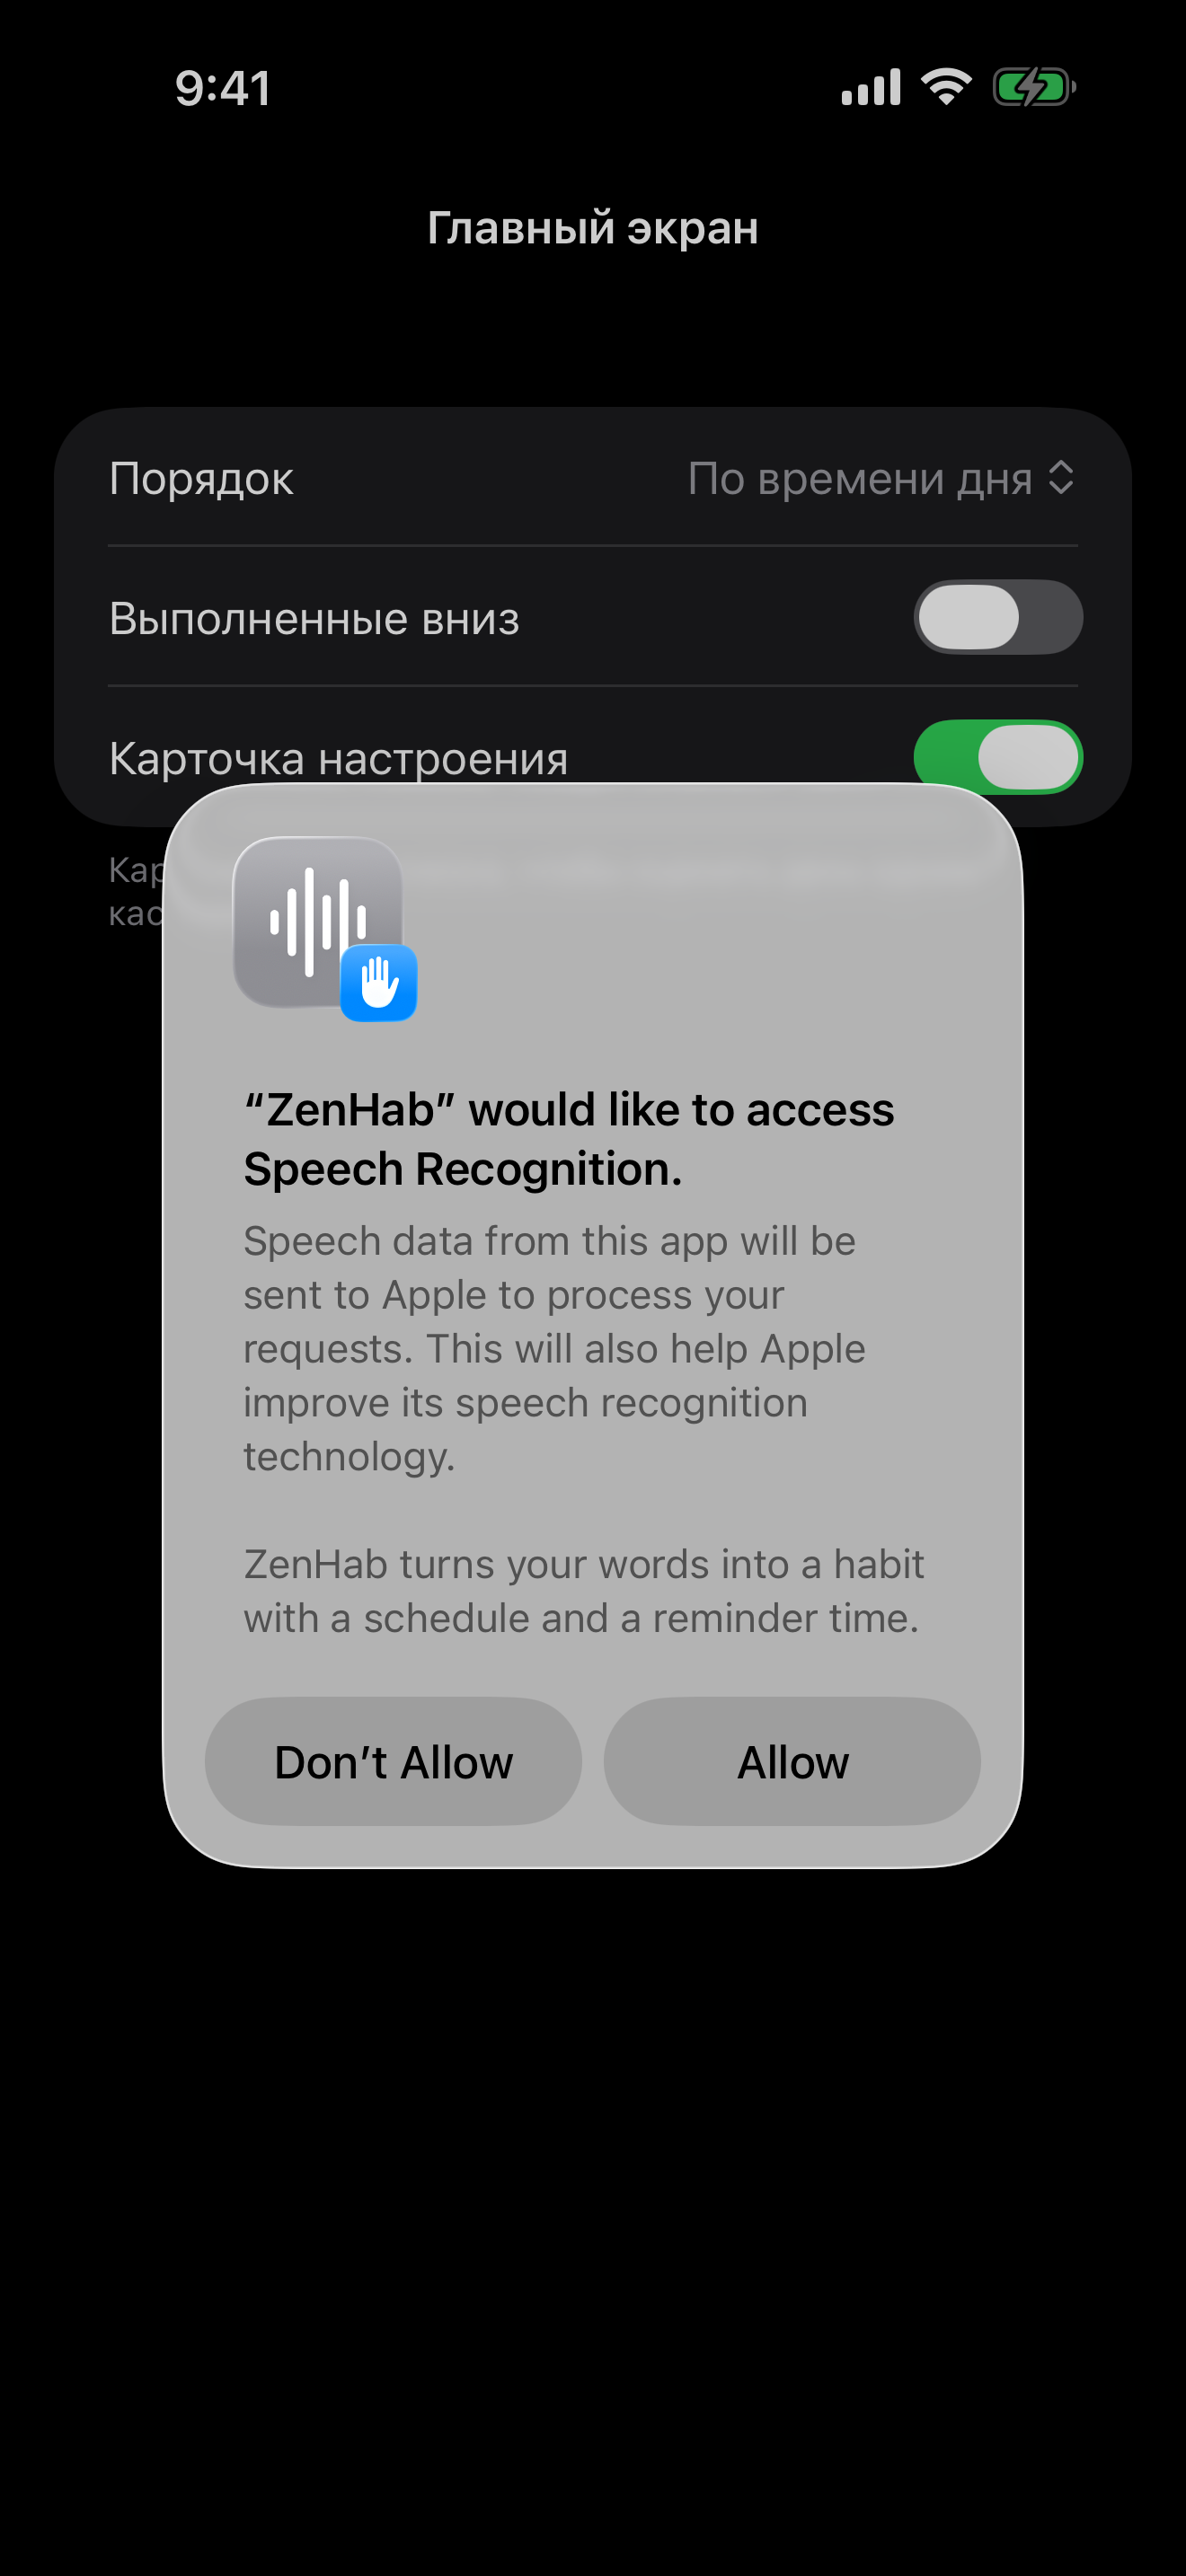 9:41
Главный экран
Порядок
По времени дня
Выполненные вниз
Карточка настроения
“ZenHab” would like to access
Speech Recognition.
Speech data from this app will be
sent to Apple to process your
requests. This will also help Apple
improve its speech recognition
technology.
ZenHab turns your words into a habit
with a schedule and a reminder time.
Don’t Allow
Allow